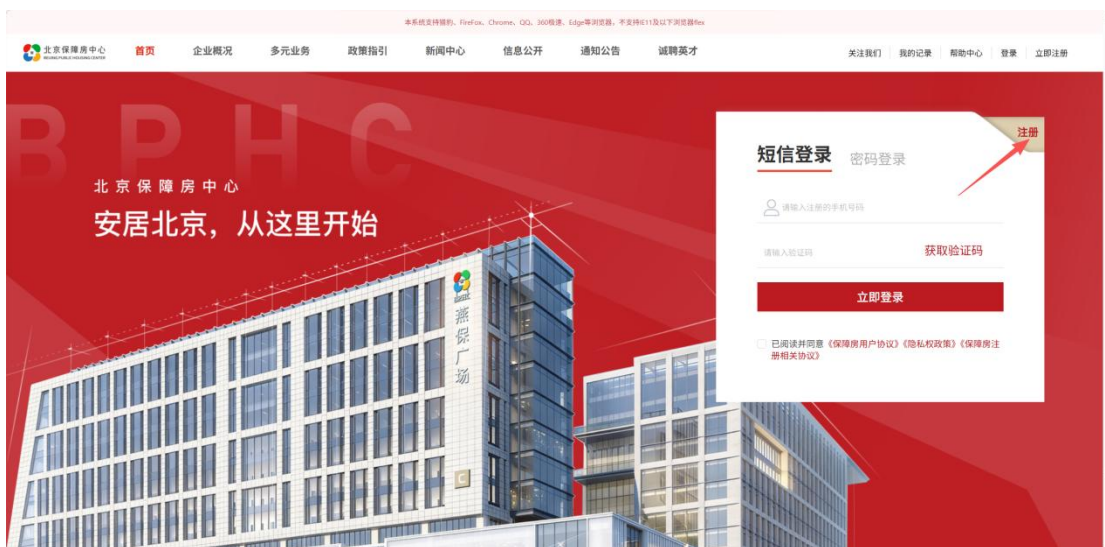 本系统支持猎豹、FireFox、Chrome、QQ、360极速、Edge等浏览器，不支持IE11及以下浏览器flex
北京保障房中心
BEIJING PUBLIC HOUSING CENTER
首页 企业概况 多元业务 政策指引 新闻中心 信息公开 通知公告 诚聘英才
关注我们 我的记录 帮助中心 登录 立即注册
BPHC
北京保障房中心
安居北京，从这里开始
燕保广场
C
注册
短信登录 密码登录
请输入注册的手机号码
请输入验证码 获取验证码
立即登录
已阅读并同意《保障房用户协议》《隐私权政策》《保障房注
册相关协议》